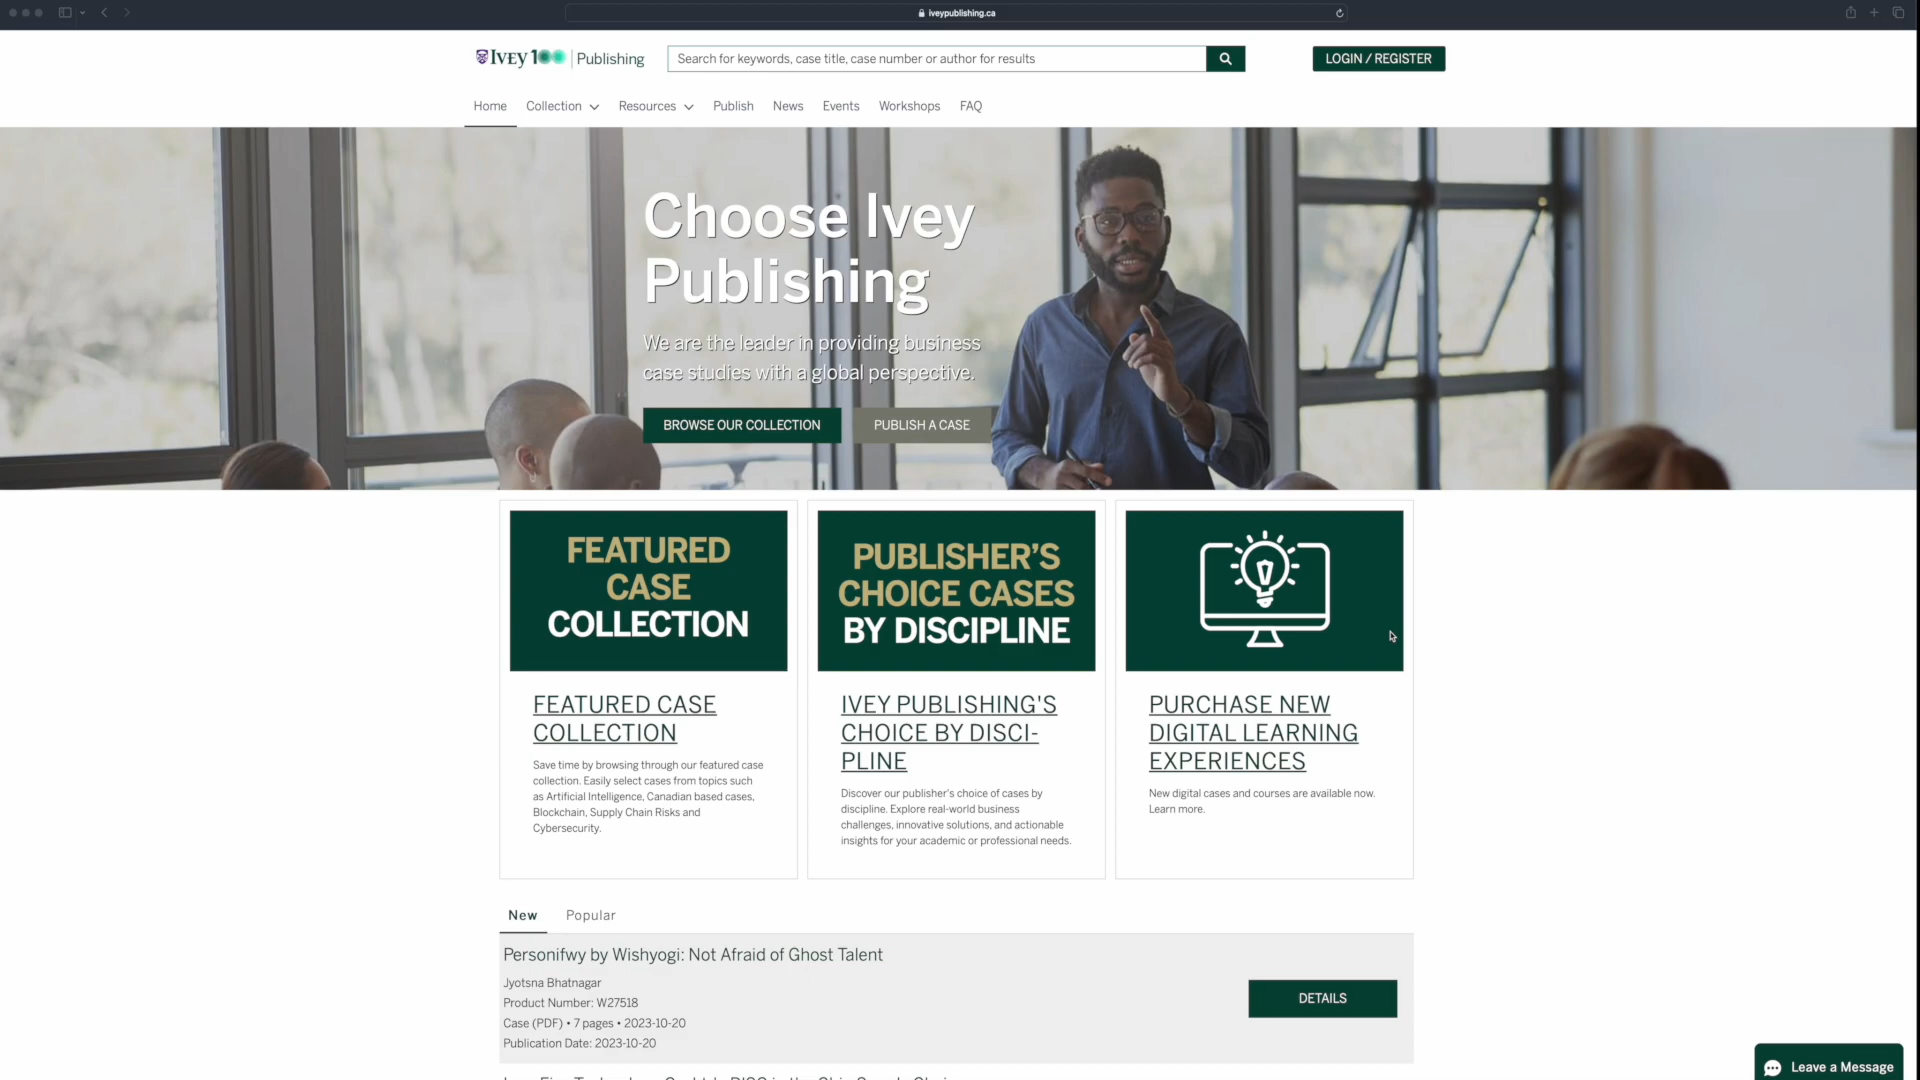 iveypublishing.ca
IVEY 100 Publishing
Search for keywords, case title, case number or author for results
LOGIN / REGISTER
Home Collection Resources Publish News Events Workshops FAQ
Choose Ivey
Publishing
We are the leader in providing business
case studies with a global perspective.
BROWSE OUR COLLECTION
PUBLISH A CASE
FEATURED
CASE
COLLECTION
FEATURED CASE
COLLECTION
Save time by browsing through our featured case
collection. Easily select cases from topics such
as Artificial Intelligence, Canadian based cases,
Blockchain, Supply Chain Risks and
Cybersecurity.
PUBLISHER'S
CHOICE CASES
BY DISCIPLINE
IVEY PUBLISHING'S
CHOICE BY DISCI-
PLINE
Discover our publisher's choice of cases by
discipline. Explore real-world business
challenges, innovative solutions, and actionable
insights for your academic or professional needs.
PURCHASE NEW
DIGITAL LEARNING
EXPERIENCES
New digital cases and courses are available now.
Learn more.
New Popular
Personifwy by Wishyogi: Not Afraid of Ghost Talent
Jyotsna Bhatnagar
Product Number: W27518
Case (PDF) • 7 pages • 2023-10-20
Publication Date: 2023-10-20
DETAILS
Leave a Message